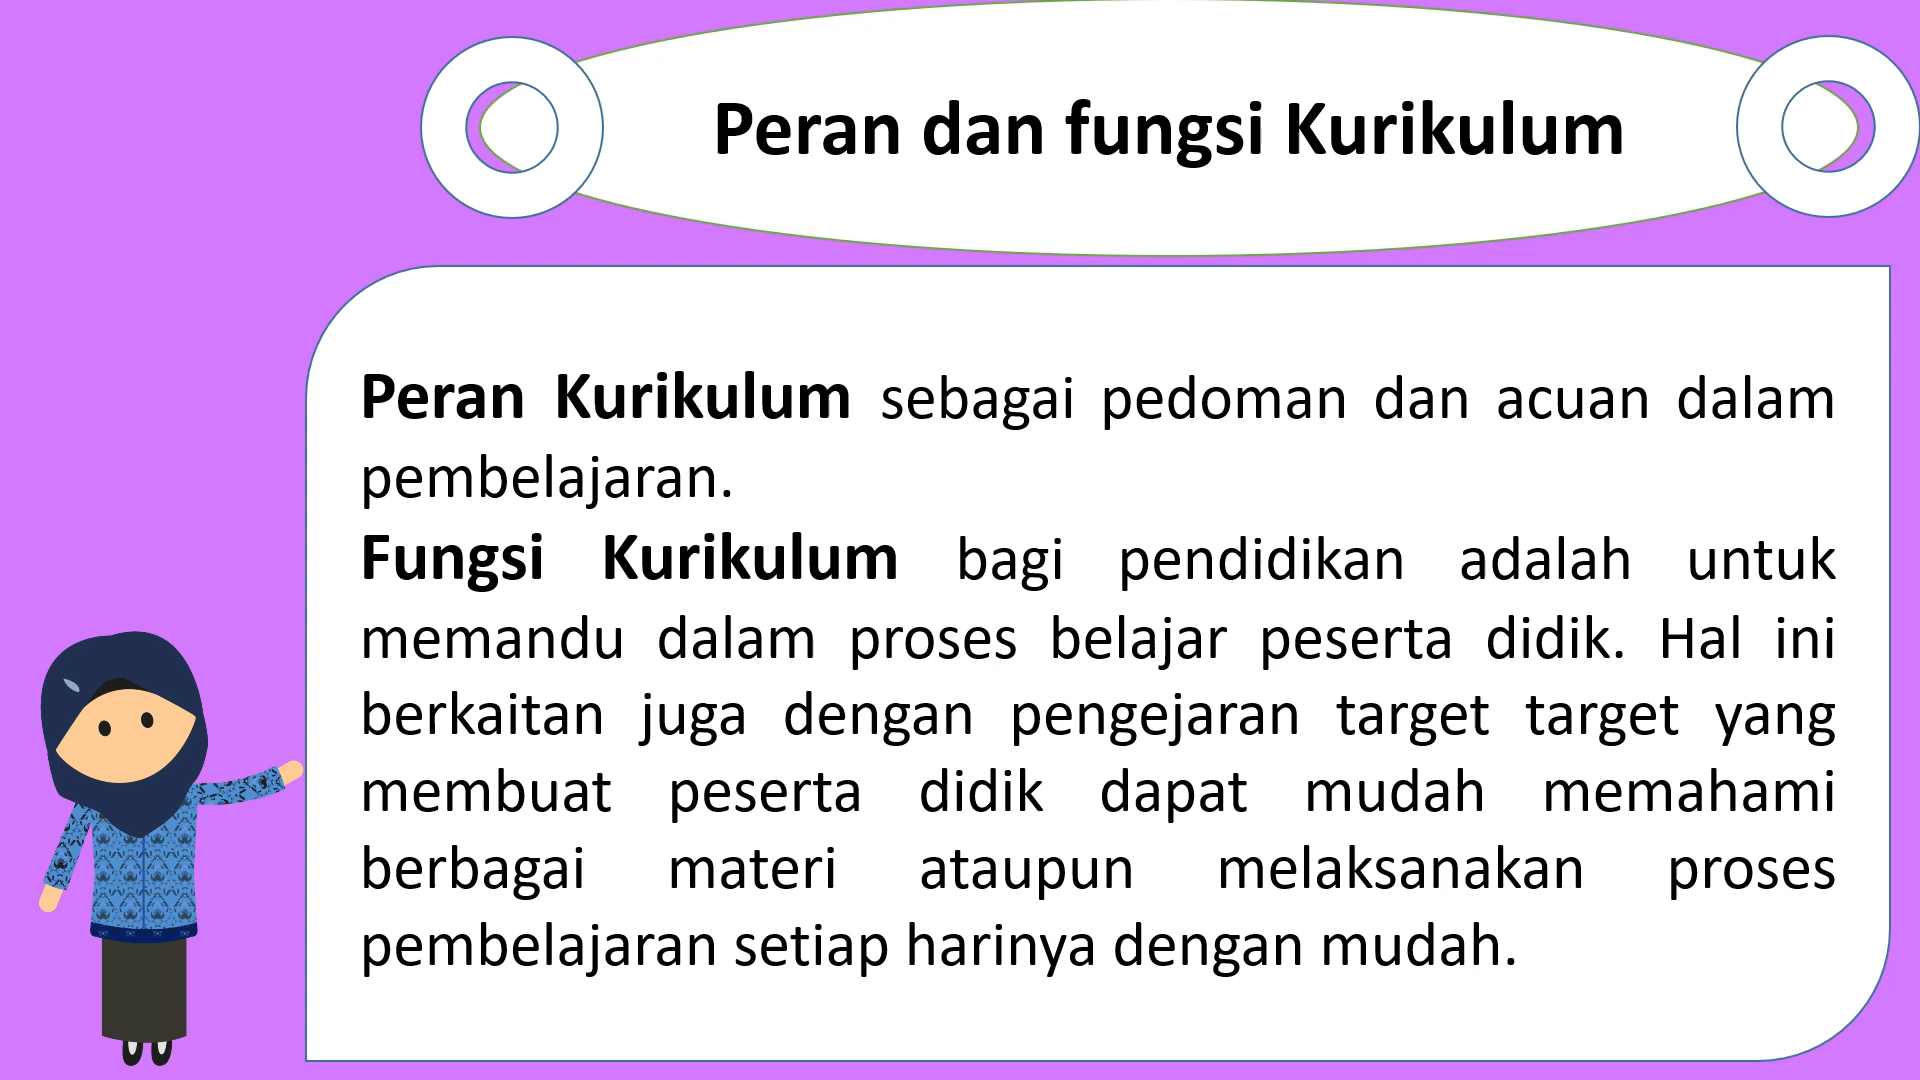 Peran dan fungsi Kurikulum
Peran Kurikulum sebagai pedoman dan acuan dalam
pembelajaran.
Fungsi Kurikulum bagi pendidikan adalah untuk
memandu dalam proses belajar peserta didik. Hal ini
berkaitan juga dengan pengejaran target target yang
membuat peserta didik dapat mudah memahami
berbagai materi ataupun melaksanakan proses
pembelajaran setiap harinya dengan mudah.